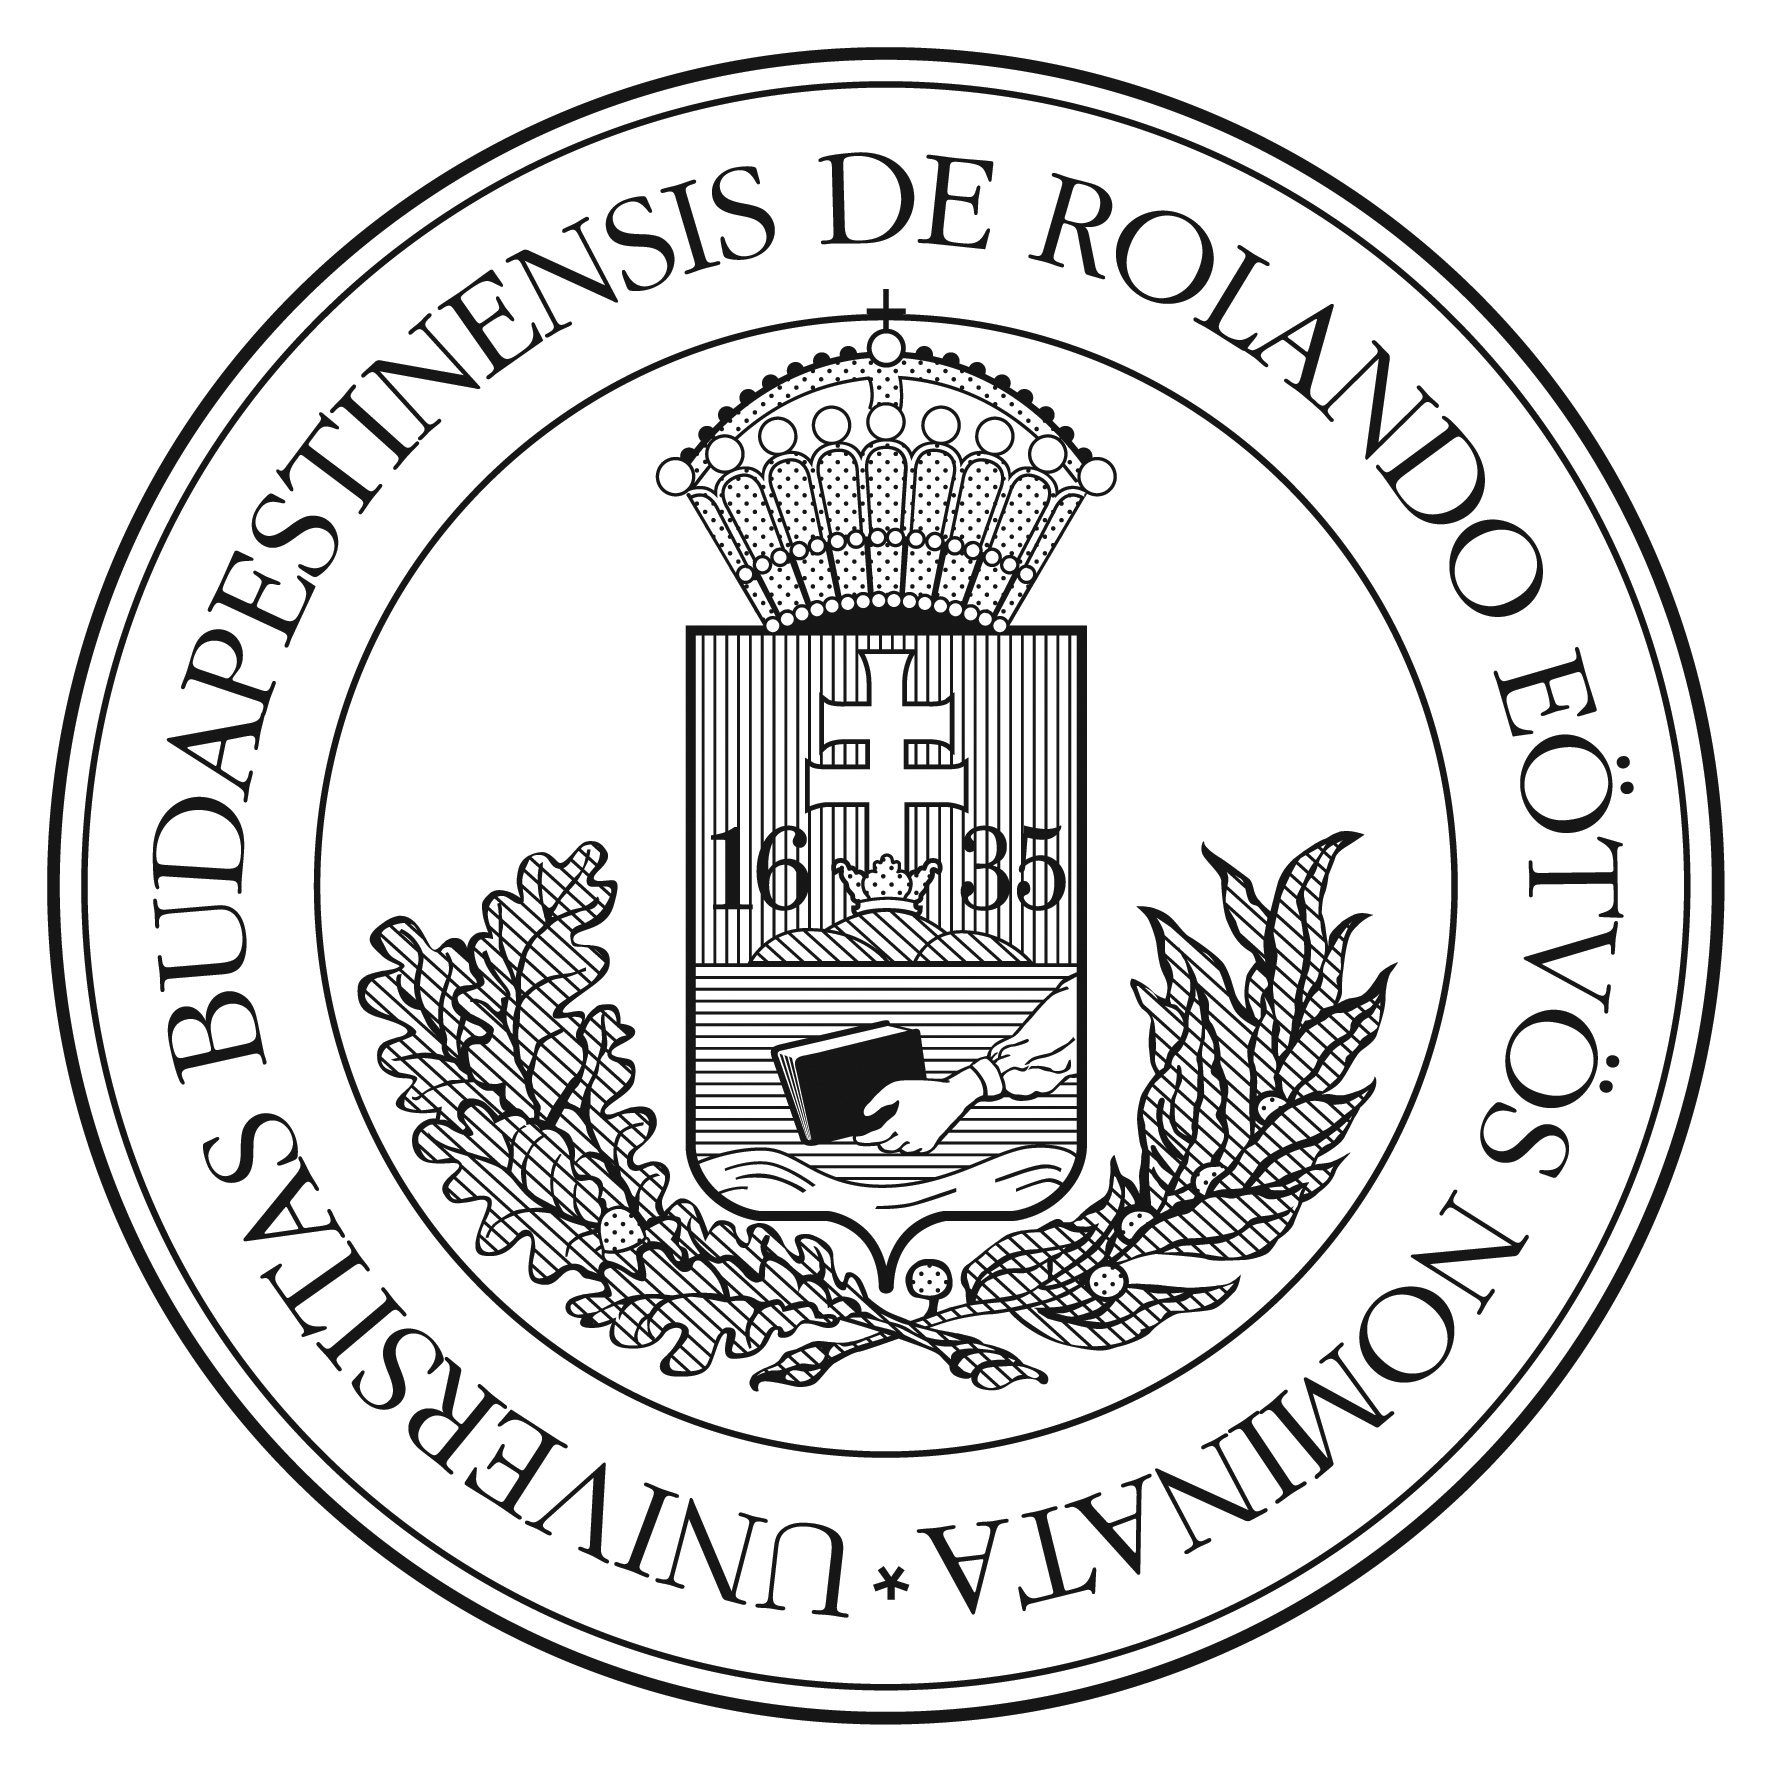 UNIVERSITAS BUDAPESTINENSIS DE ROLANDO EÖTVÖS NOMINATA *
16 35